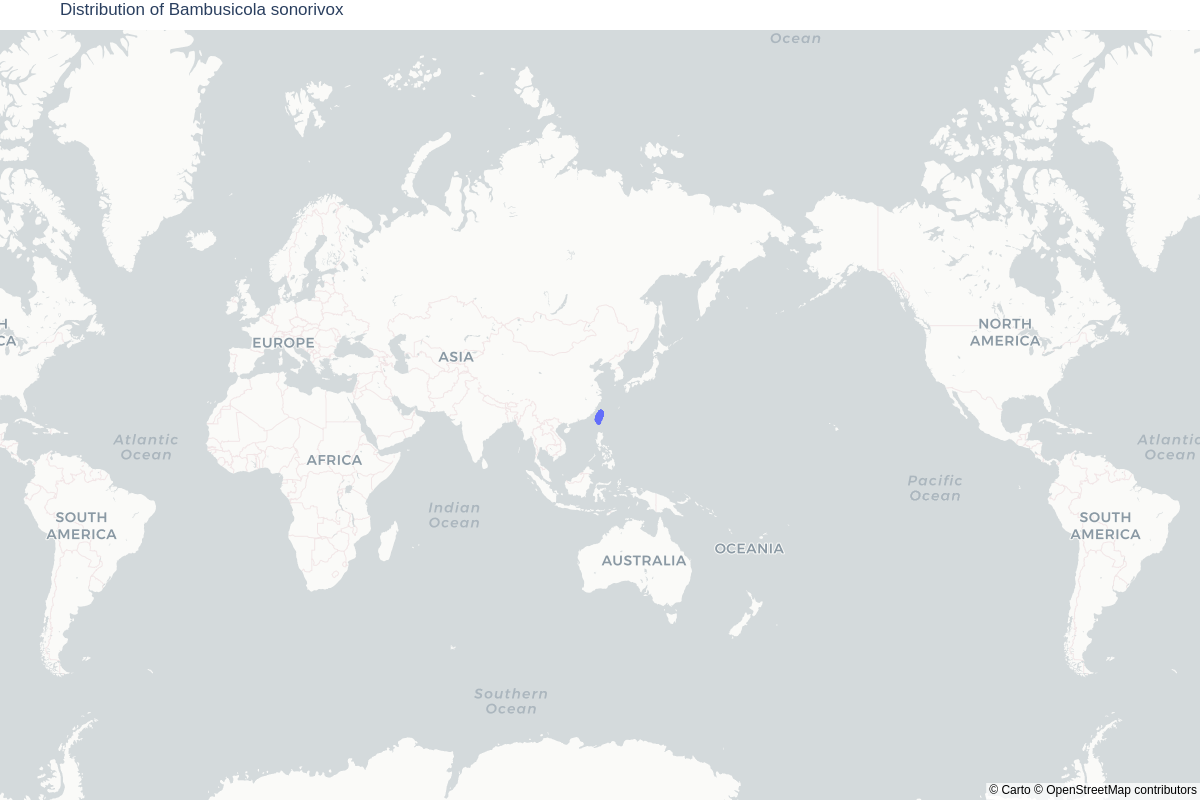 Distribution of Bambusicola sonorivox
Ocean
H
CA
NORTH
AMERICA
EUROPE
ASIA
Atlantic
Ocean
AFRICA
Atlantic
Ocean
Pacific
Ocean
Indian
Ocean
SOUTH
AMERICA
SOUTH
AMERICA
OCEANIA
AUSTRALIA
Southern
Ocean
© Carto © OpenStreetMap contributors